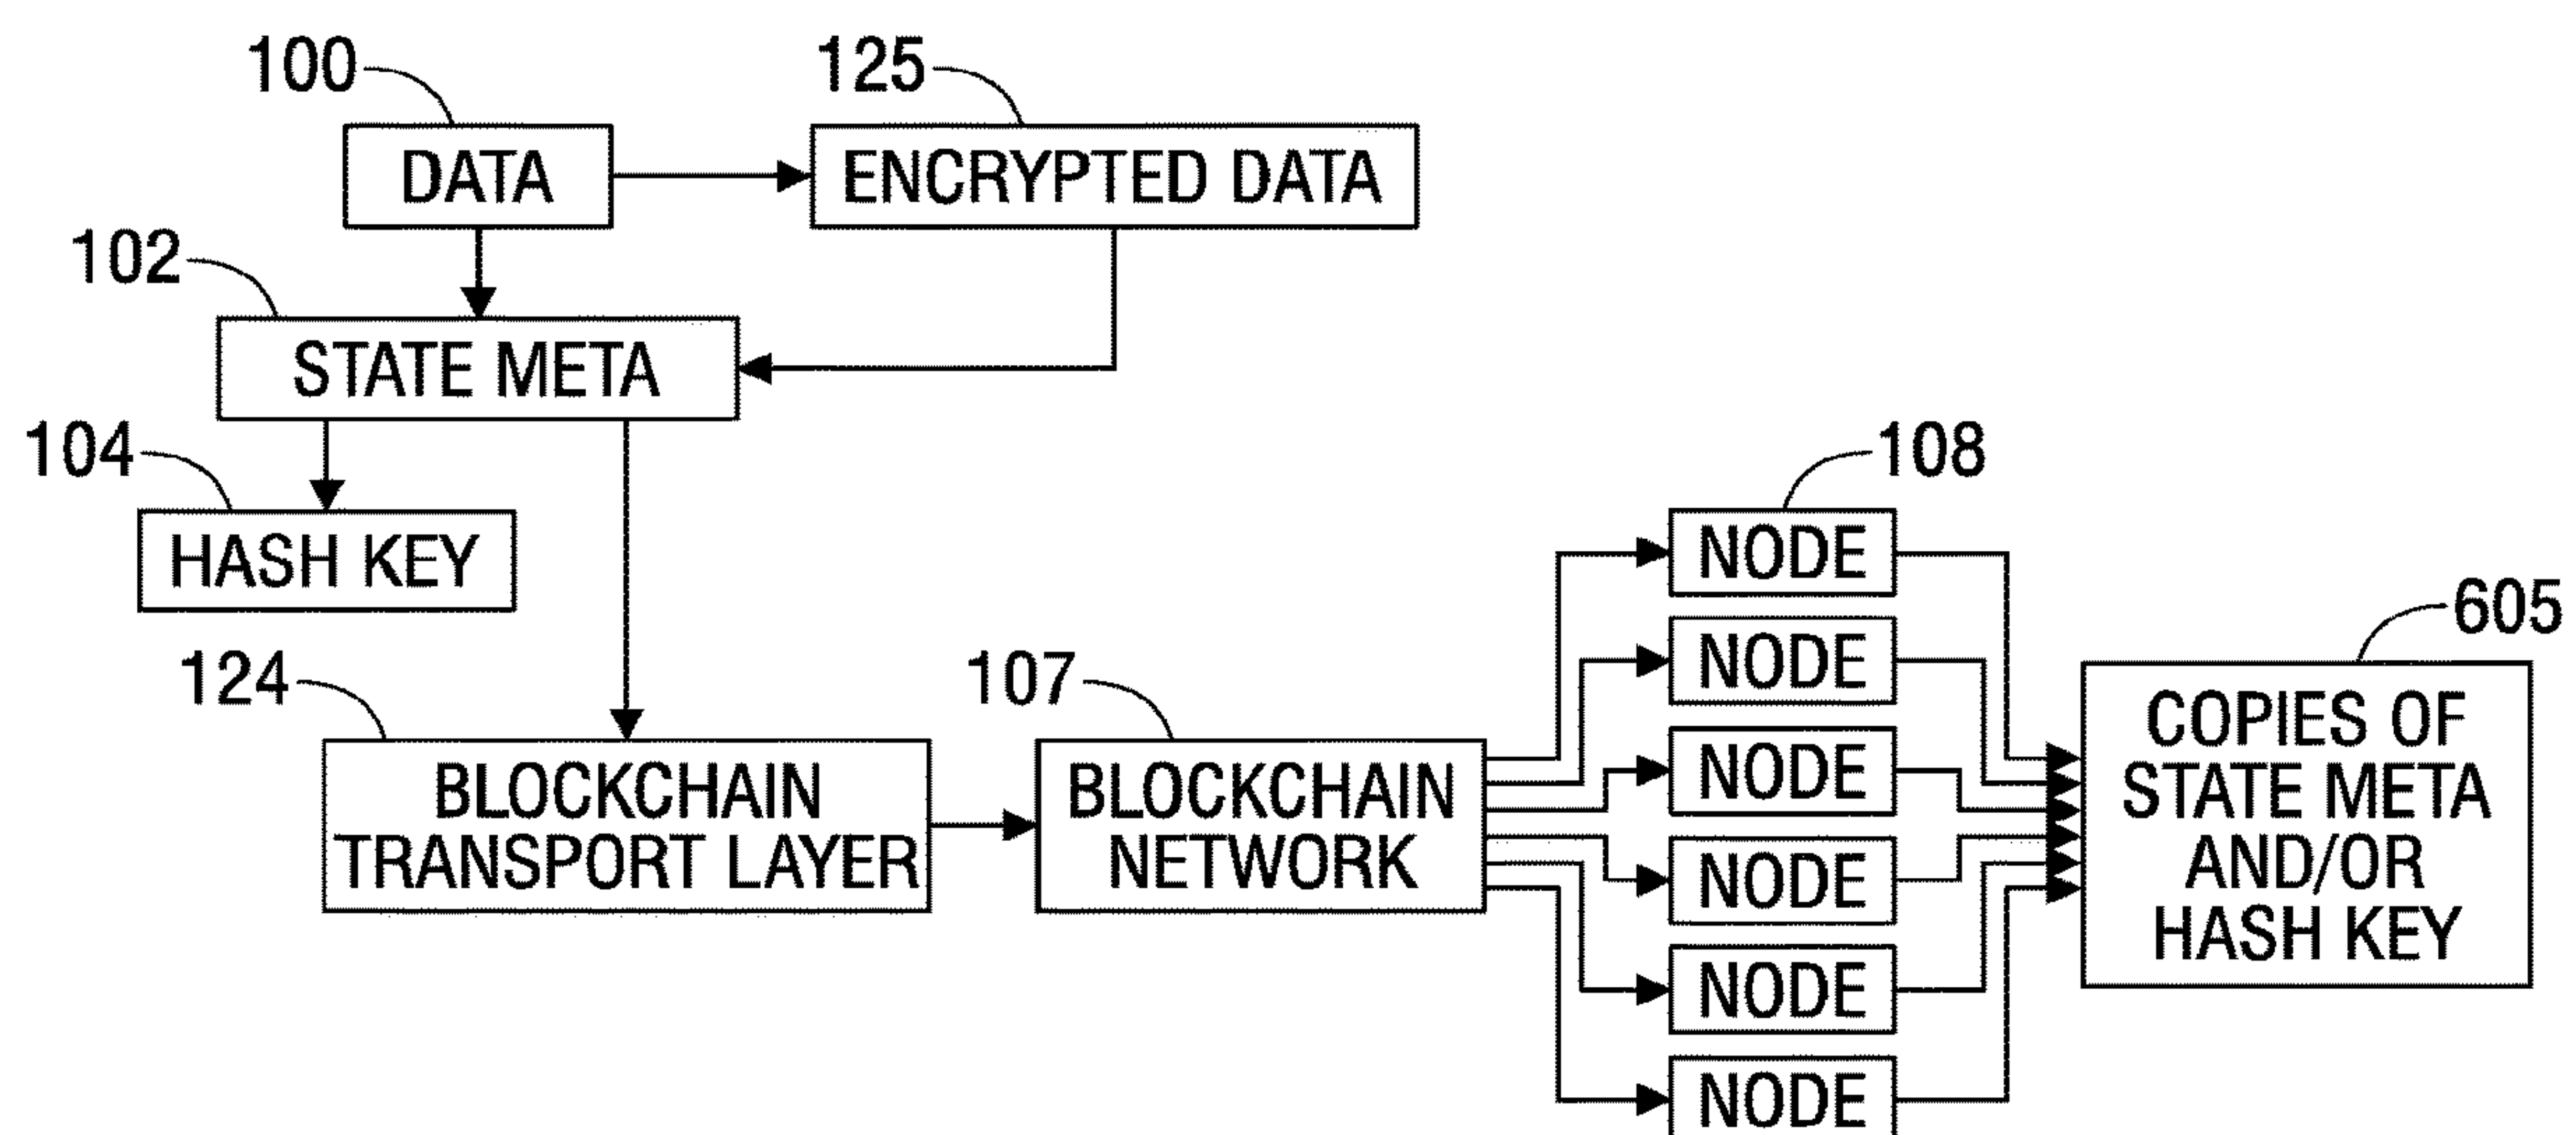 100
125
DATA
ENCRYPTED DATA
102
STATE META
104
108
HASH KEY
NODE
605
124
107
NODE
BLOCKCHAIN
TRANSPORT LAYER
BLOCKCHAIN
NETWORK
NODE
COPIES OF
STATE META
AND/OR
HASH KEY
NODE
NODE
NODE